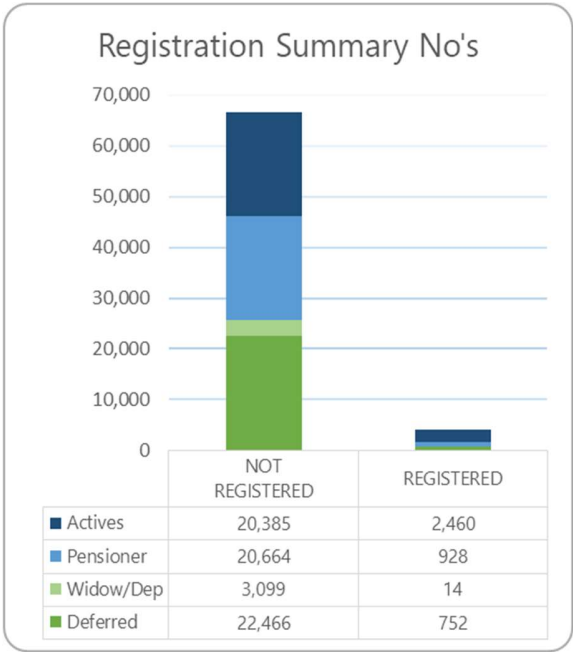 Registration Summary No's
70,000
60,000
50,000
40,000
30,000
20,000
10,000
0
NOT
REGISTERED
REGISTERED
Actives 20,385 2,460
Pensioner 20,664 928
Widow/Dep 3,099 14
Deferred 22,466 752